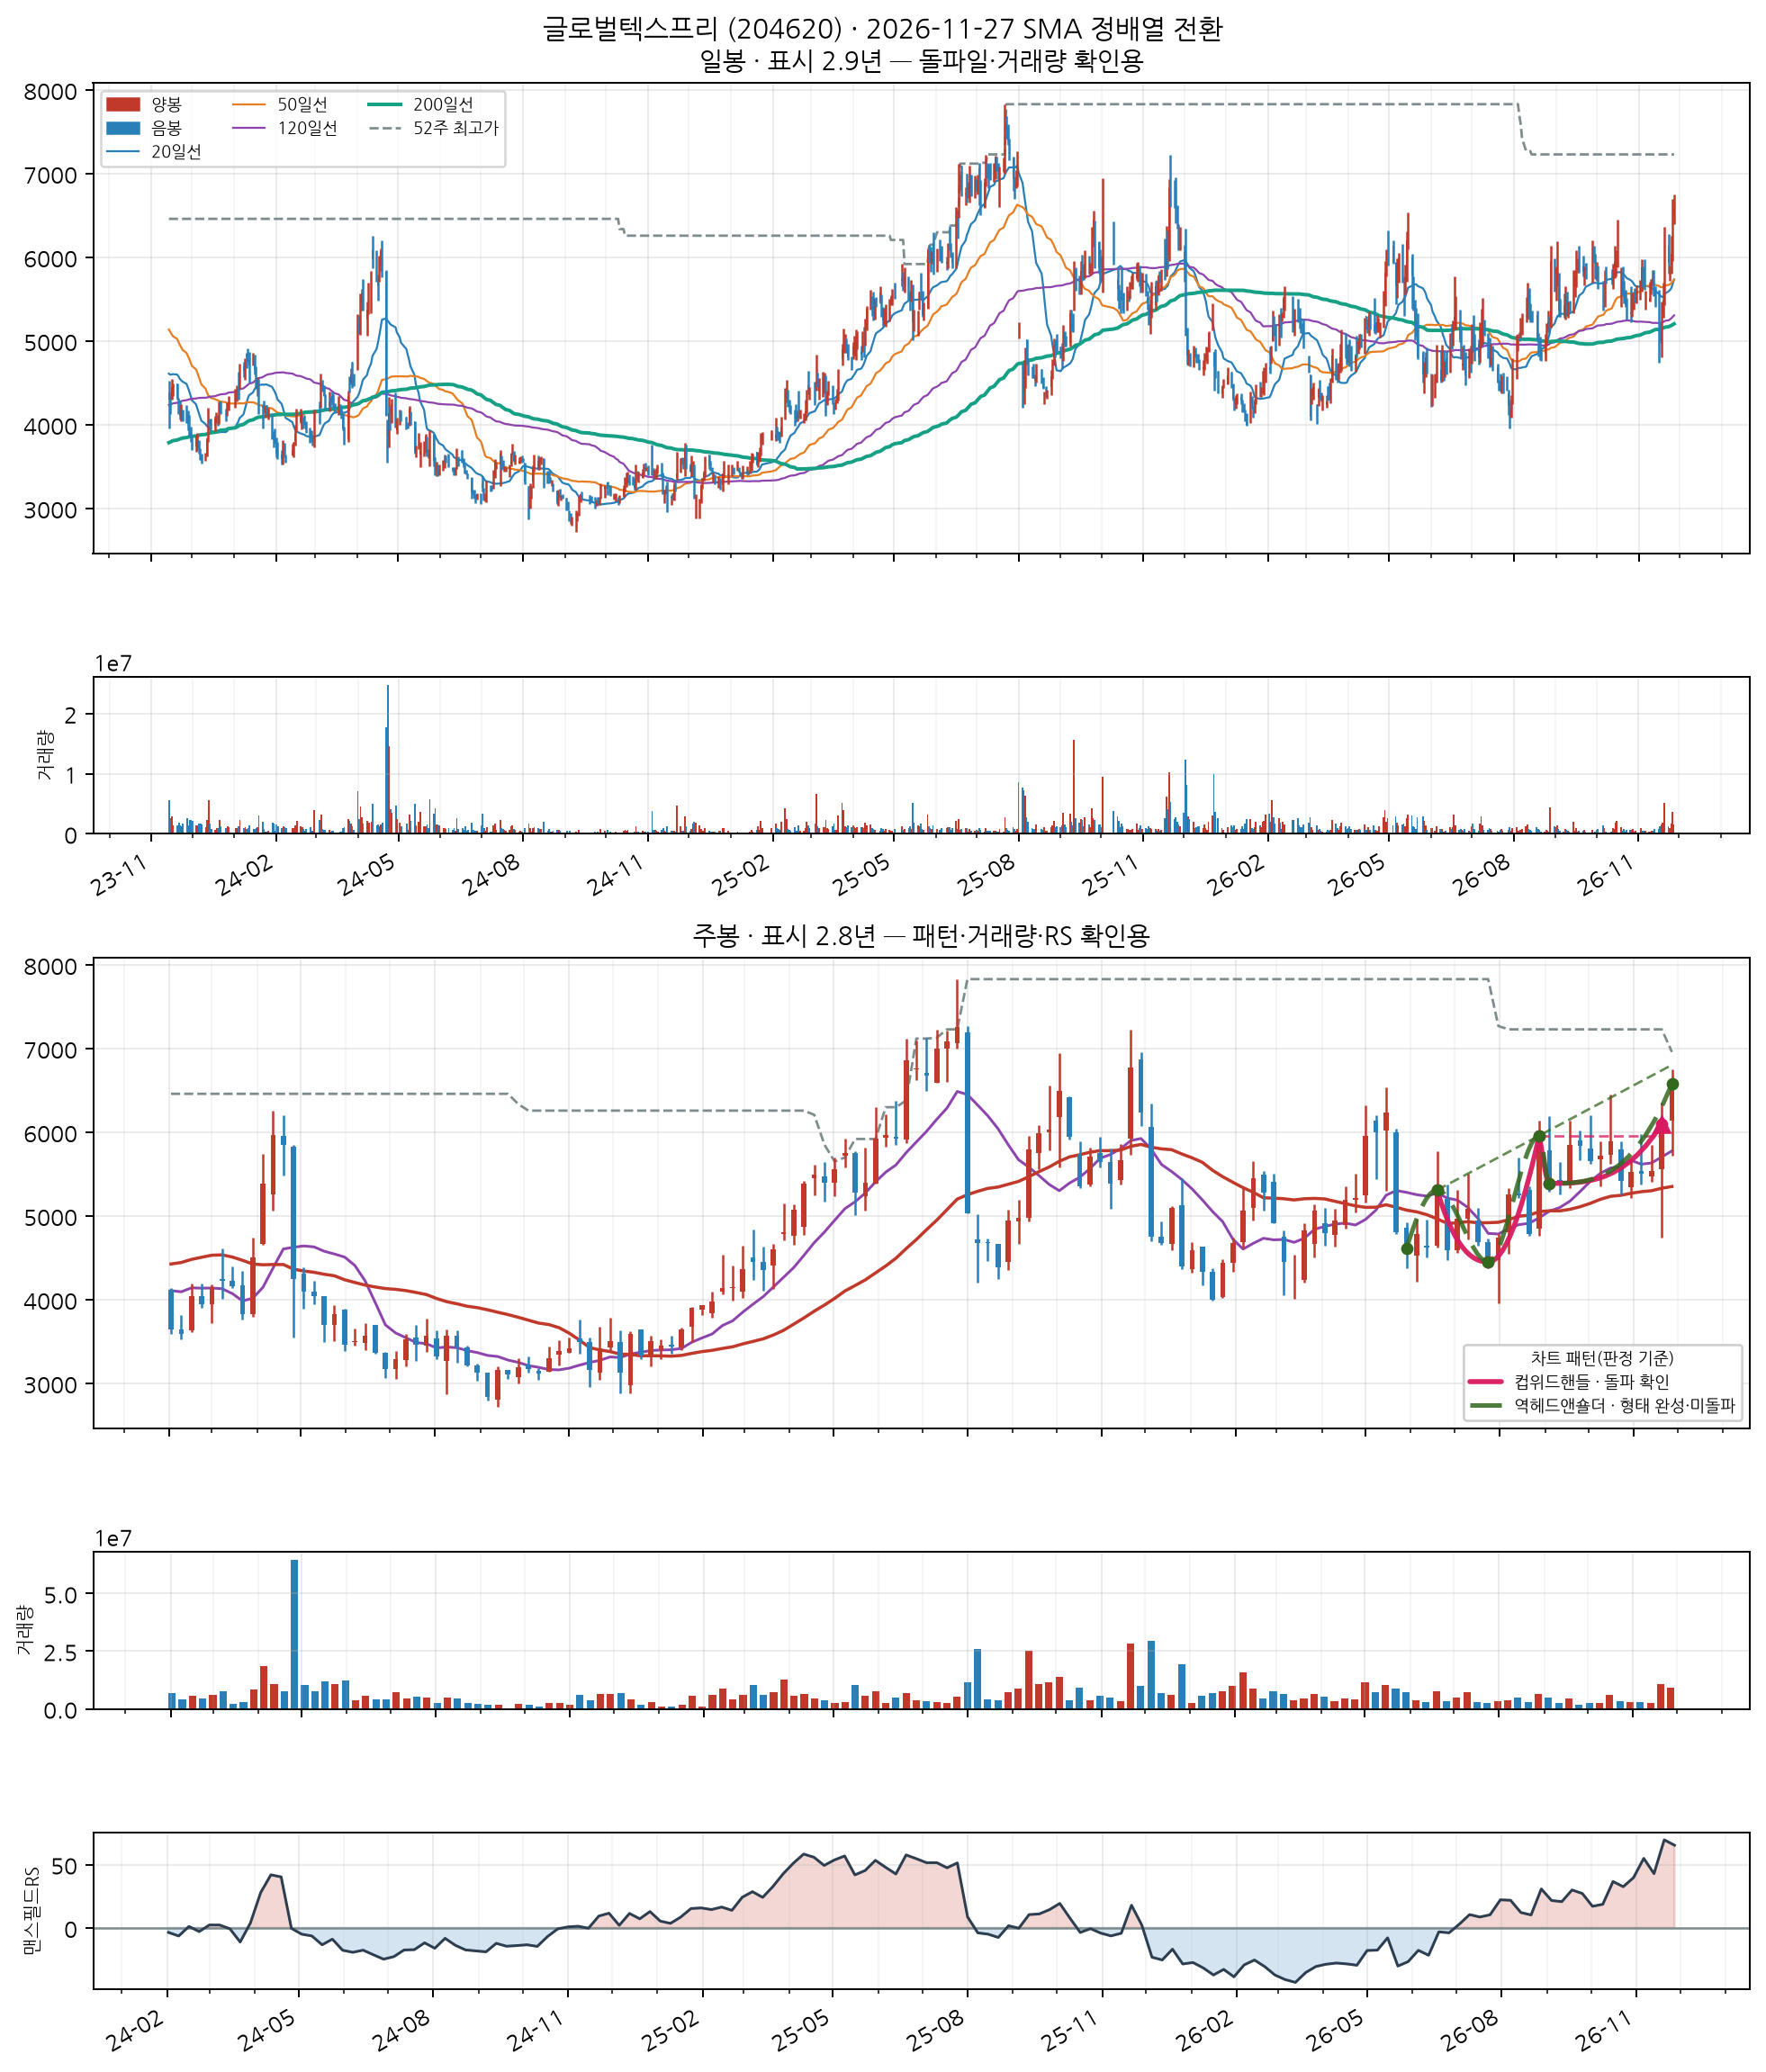 글로벌텍스프리 (204620) · 2026-11-27 SMA 정배열 전환
일봉 · 표시 2.9년 — 돌파일·거래량 확인용
양봉
음봉
20일선
50일선
120일선
200일선
52주 최고가
8000
7000
6000
5000
4000
3000
1e7
거래량
2
1
0
23-11
24-02
24-05
24-08
24-11
25-02
25-05
25-08
25-11
26-02
26-05
26-08
26-11
주봉 · 표시 2.8년 — 패턴·거래량·RS 확인용
8000
7000
6000
5000
4000
3000
차트 패턴(판정 기준)
컵위드핸들 · 돌파 확인
역헤드앤숄더 · 형태 완성·미돌파
1e7
거래량
5.0
2.5
0.0
맨스필드RS
50
0
24-02
24-05
24-08
24-11
25-02
25-05
25-08
25-11
26-02
26-05
26-08
26-11